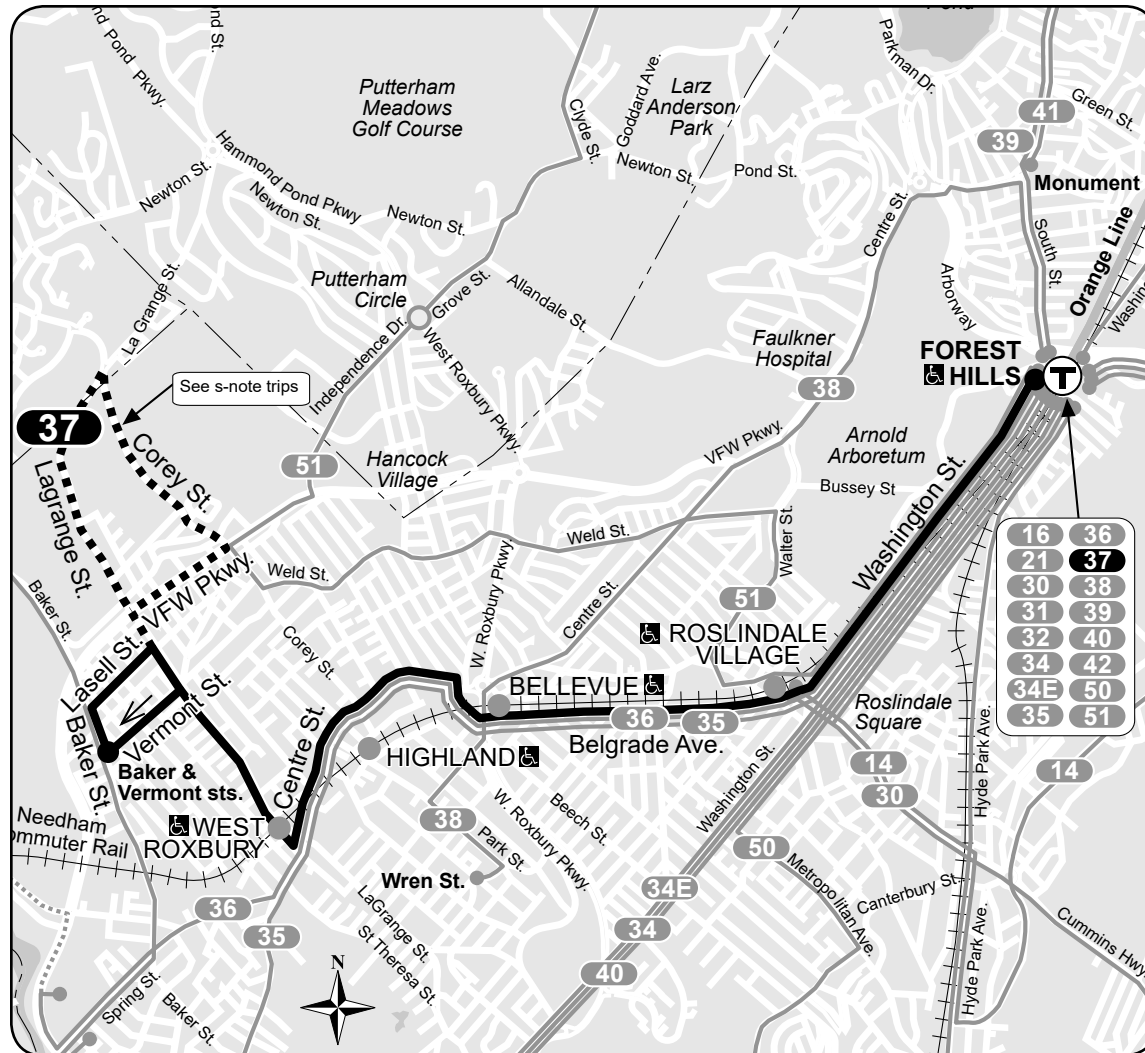 Pond
Pond St.
Pond Pkwy.
Putterham
Meadows
Golf Course
Clyde St.
Goddard Ave.
Larz
Anderson
Park
Parkman Dr.
41
Green St.
39
Hammond Pond Pkwy
Newton St.
Newton St.
Newton St.
Newton St.
Pond St.
Centre St.
Monument
Orange Line
South St.
Washin
Arborway
La Grange St.
Putterham
Circle
Grove St.
Allandale St.
Independence Dr.
West Roxbury Pkwy.
Faulkner
Hospital
FOREST
HILLS
T
See s-note trips
37
38
Corey St.
Lagrange St.
51
Hancock
Village
VFW Pkwy.
Arnold
Arboretum
Bussey St
Washington St.
16 36
21 37
30 38
31 39
32 40
34 42
34E 50
35 51
Weld St.
Weld St.
Walter St.
Baker St.
VFW Pkwy.
W. Roxbury Pkwy.
Centre St.
51
Corey St.
Lasell St.
ROSLINDALE
VILLAGE
BELLEVUE
36
35
Belgrade Ave.
Roslindale
Square
Hyde Park Ave.
Vermont St.
Baker St.
Baker &
Vermont sts.
Centre St.
HIGHLAND
Washington St.
14
14
30
Needham
ommuter Rail
WEST
ROXBURY
38
Park St.
W. Roxbury Pkwy.
Beech St.
50
Metropolitan Ave.
Canterbury St.
Wren St.
34E
36
35
LaGrange St.
St Theresa St.
34
Hyde Park Ave.
Cummins Hwy.
40
Spring St.
Baker St.
N